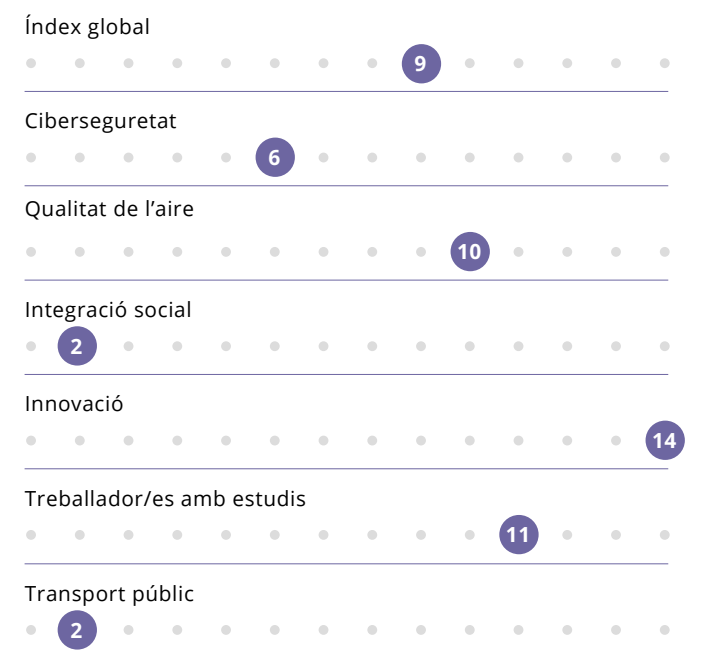 Índex global
9
Ciberseguretat
6
Qualitat de l’aire
10
Integració social
2
Innovació
14
Treballador/es amb estudis
11
Transport públic
2